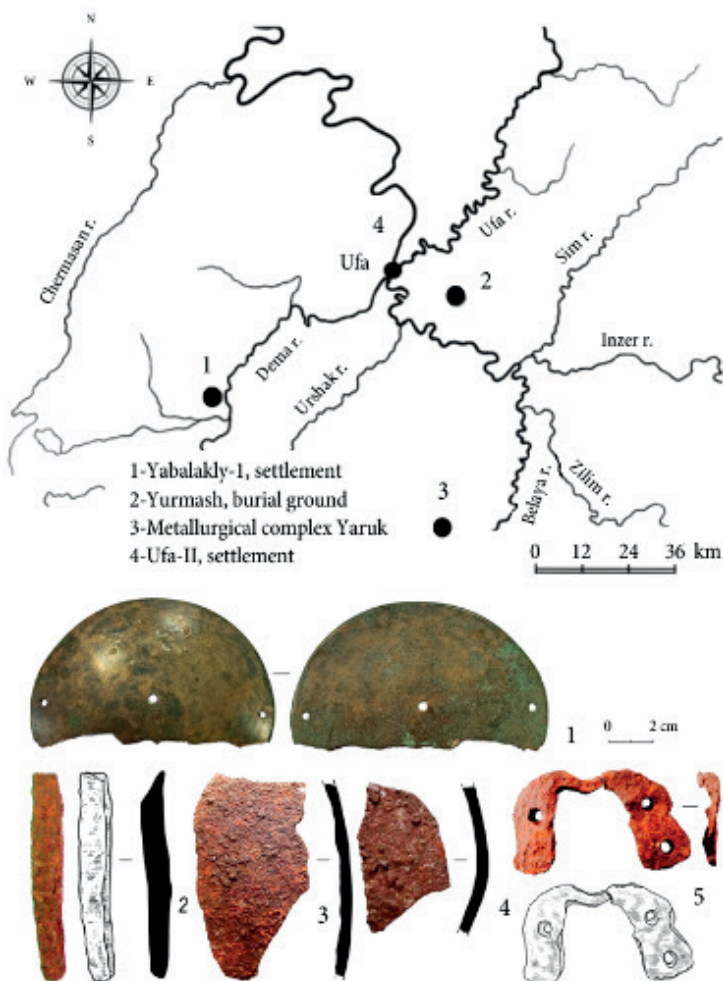 N
W E
S
Chermasan r.
4
Ufa
Ufa r.
2
Sim r.
Inzer r.
1
Dema r.
Urshak r.
Belaya r.
Zilim r.
1-Yabalakly-1, settlement
2-Yurmash, burial ground
3-Metallurgical complex Yaruk
4-Ufa-II, settlement
3
0 12 24 36 km
1
0 2 cm
2
3
4
5